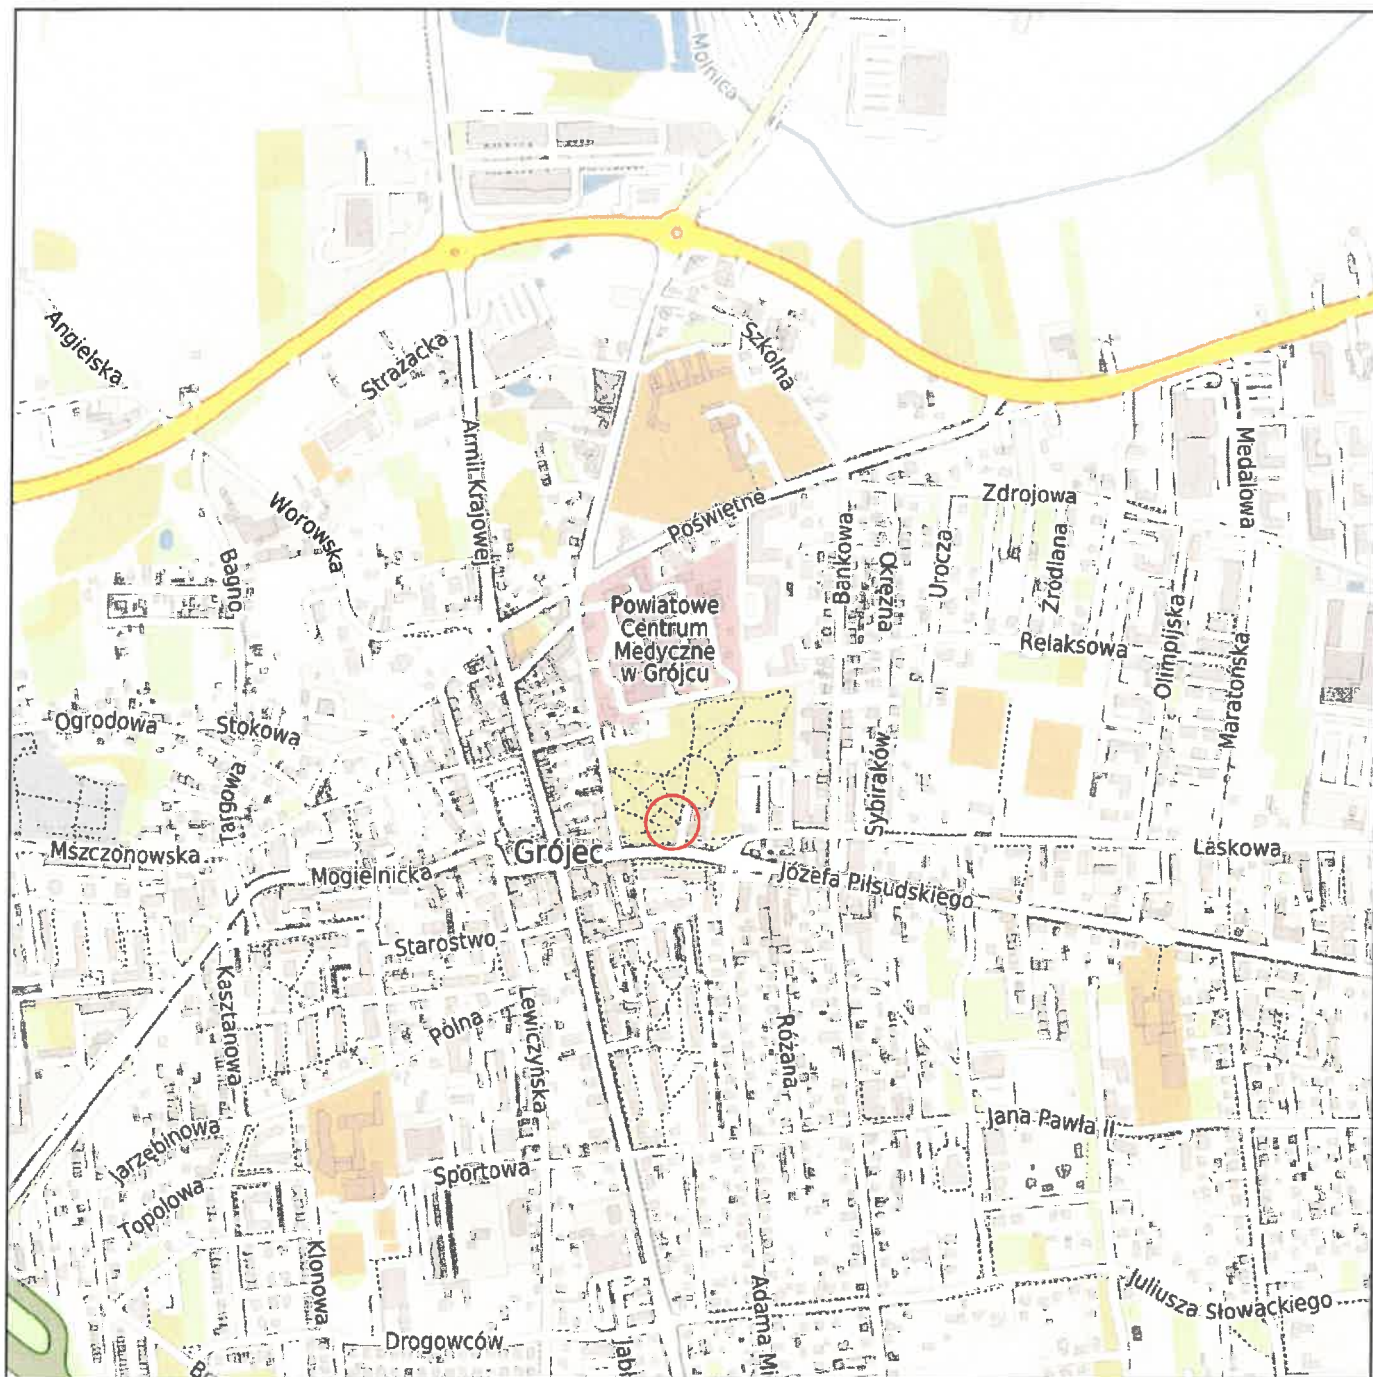 Molnica
Angielska
Strażacka
Szkolna
Armii Krajowej
Medalowa
Worowska
Poświętne
Zdrojowa
Bagno
Bankowa
Okrężna
Urocza
Źródlana
Powiatowe
Centrum
Medyczne
w Grójcu
Relaksowa
Olimpijska
Maratońska
Ogrodowa
Stokowa
Targowa
Sybiraków
Mszczonowska
Grójec
Laskowa
Mogielnicka
Józefa Piłsudskiego
Starostwo
Kasztanowa
Polna
Lewiczyńska
Różana
Jarzębinowa
Jana Pawła II
Topolowa
Sportowa
Klonowa
Adama Mi
Juliusza Słowackiego
Drogowców
Jabł